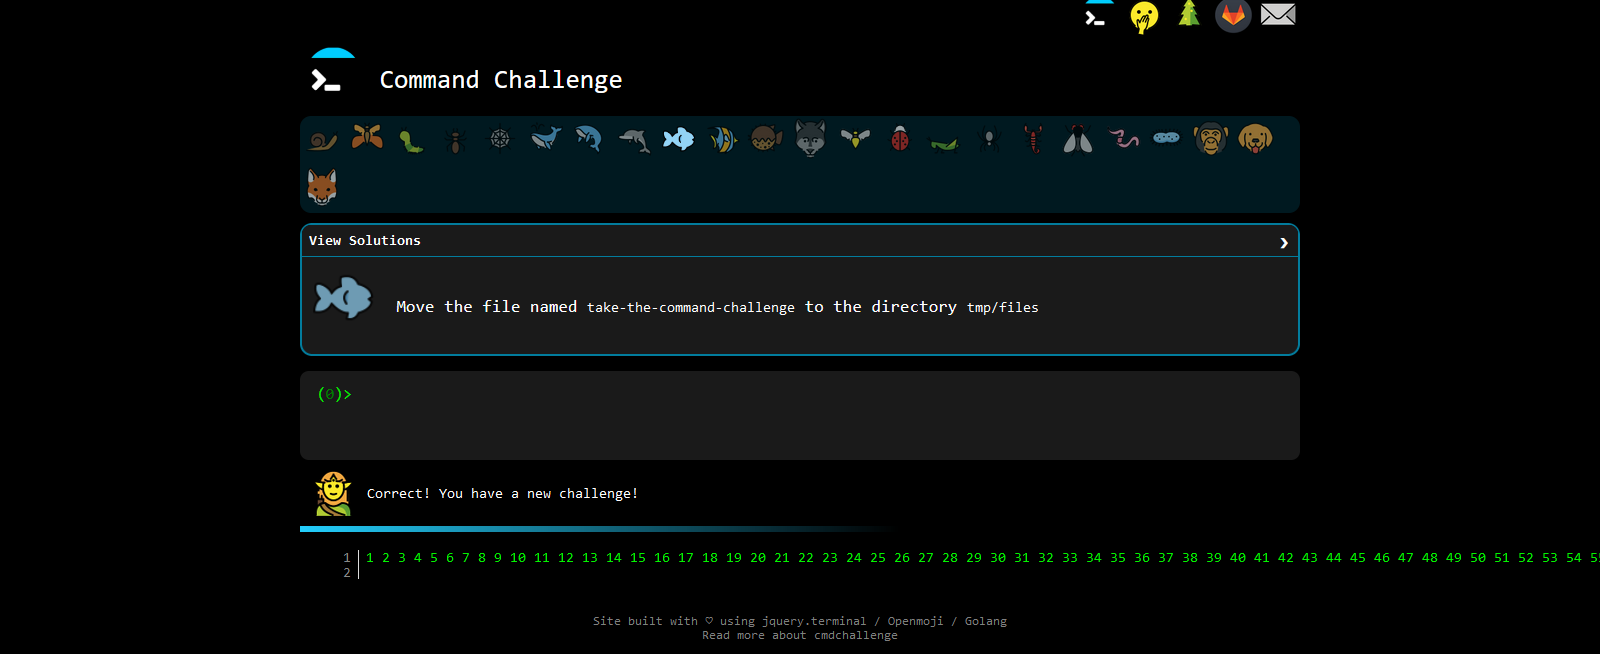 Command Challenge
View Solutions
Move the file named take-the-command-challenge to the directory tmp/files
(0)>
Correct! You have a new challenge!
1 1 2 3 4 5 6 7 8 9 10 11 12 13 14 15 16 17 18 19 20 21 22 23 24 25 26 27 28 29 30 31 32 33 34 35 36 37 38 39 40 41 42 43 44 45 46 47 48 49 50 51 52 53 54
2
Site built with ♡ using jquery.terminal / Openmoji / Golang
Read more about cmdchallenge